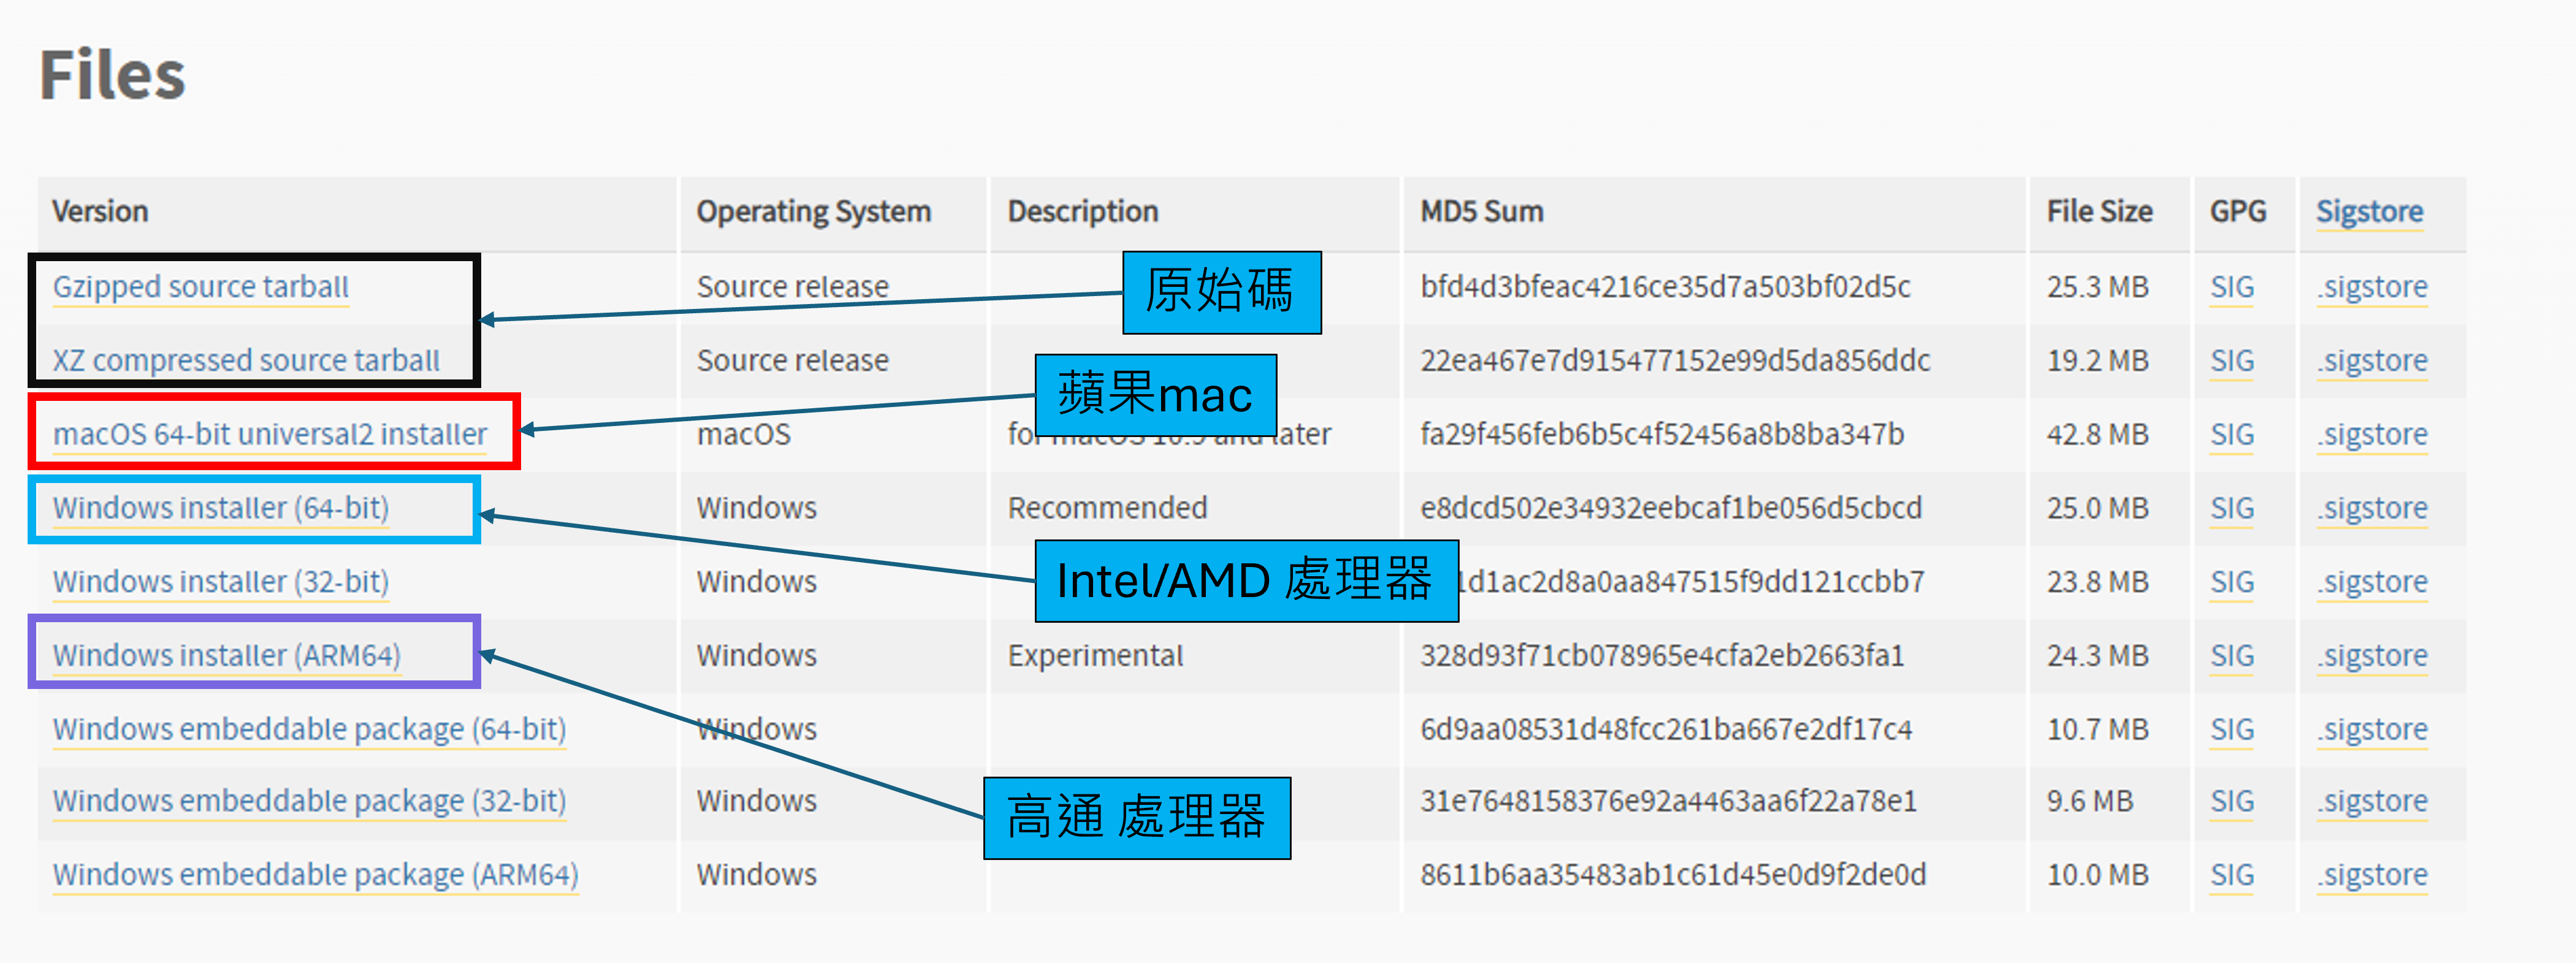 Files
Version Operating System Description MD5 Sum File Size GPG Sigstore
Gzipped source tarball Source release 原始碼 bfd4d3bfeac4216ce35d7a503bf02d5c 25.3 MB SIG .sigstore
XZ compressed source tarball Source release 22ea467e7d915477152e99d5da856ddc 19.2 MB SIG .sigstore
蘋果mac
macOS 64-bit universal2 installer macOS for macOS 10.9 and later fa29f456feb6b5c4f52456a8b8ba347b 42.8 MB SIG .sigstore
Windows installer (64-bit) Windows Recommended e8dcd502e34932eebcaf1be056d5cbcd 25.0 MB SIG .sigstore
Windows installer (32-bit) Windows Intel/AMD 處理器 1d1ac2d8a0aa847515f9dd121ccbb7 23.8 MB SIG .sigstore
Windows installer (ARM64) Windows Experimental 328d93f71cb078965e4cfa2eb2663fa1 24.3 MB SIG .sigstore
Windows embeddable package (64-bit) Windows 6d9aa08531d48fcc261ba667e2df17c4 10.7 MB SIG .sigstore
Windows embeddable package (32-bit) Windows 高通 處理器 31e7648158376e92a4463aa6f22a78e1 9.6 MB SIG .sigstore
Windows embeddable package (ARM64) Windows 8611b6aa35483ab1c61d45e0d9f2de0d 10.0 MB SIG .sigstore